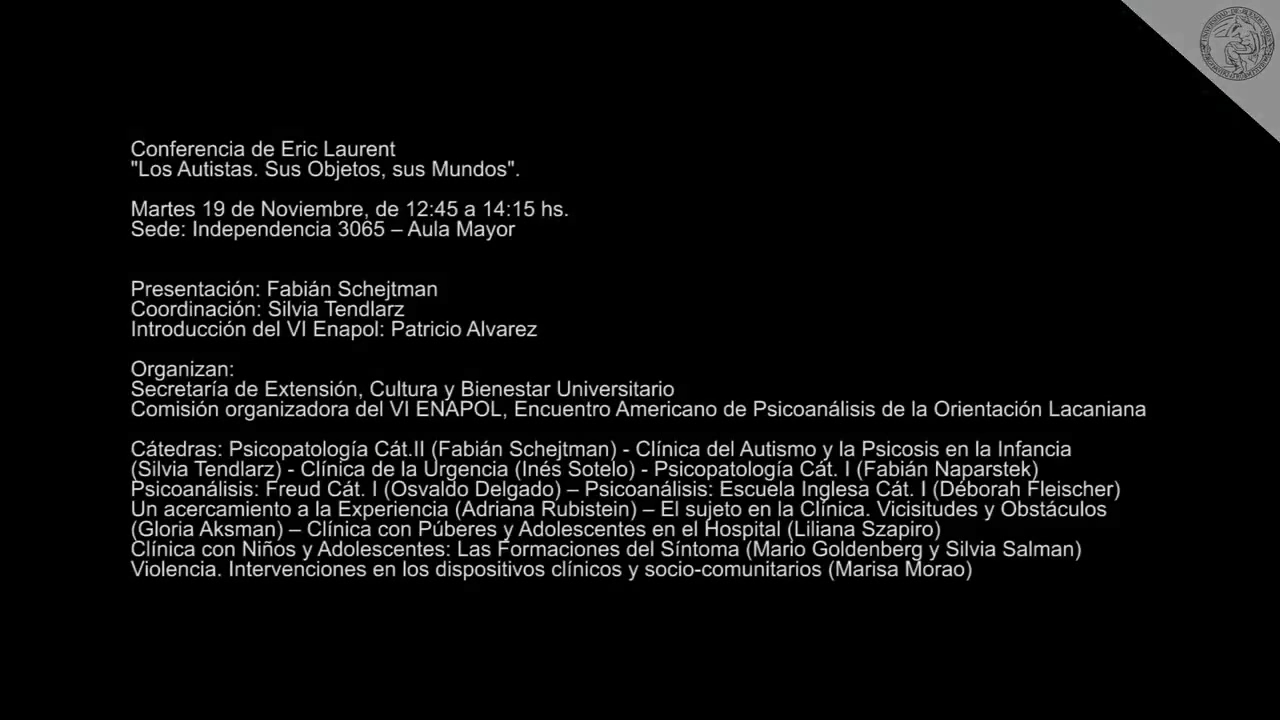 Conferencia de Eric Laurent
"Los Autistas. Sus Objetos, sus Mundos".
Martes 19 de Noviembre, de 12:45 a 14:15 hs.
Sede: Independencia 3065 – Aula Mayor
Presentación: Fabián Schejtman
Coordinación: Silvia Tendlarz
Introducción del VI Enapol: Patricio Alvarez
Organizan:
Secretaría de Extensión, Cultura y Bienestar Universitario
Comisión organizadora del VI ENAPOL, Encuentro Americano de Psicoanálisis de la Orientación Lacaniana
Cátedras: Psicopatología Cát.II (Fabián Schejtman) - Clínica del Autismo y la Psicosis en la Infancia
(Silvia Tendlarz) - Clínica de la Urgencia (Inés Sotelo) - Psicopatología Cát. I (Fabián Naparstek)
Psicoanálisis: Freud Cát. I (Osvaldo Delgado) – Psicoanálisis: Escuela Inglesa Cát. I (Déborah Fleischer)
Un acercamiento a la Experiencia (Adriana Rubistein) – El sujeto en la Clínica. Vicisitudes y Obstáculos
(Gloria Aksman) – Clínica con Púberes y Adolescentes en el Hospital (Liliana Szapiro)
Clínica con Niños y Adolescentes: Las Formaciones del Síntoma (Mario Goldenberg y Silvia Salman)
Violencia. Intervenciones en los dispositivos clínicos y socio-comunitarios (Marisa Morao)